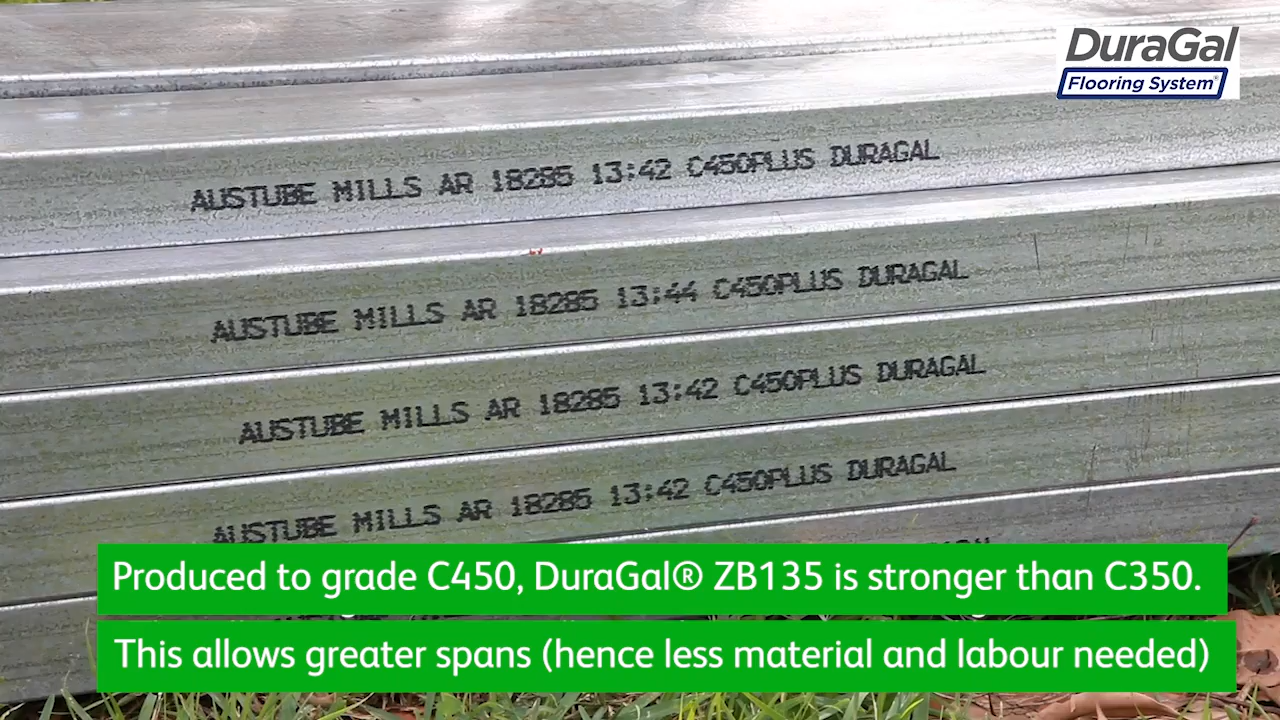 DuraGal
Flooring System®
AUSTUBE MILLS AR 18285 13:42 C450PLUS DURAGAL
AUSTUBE MILLS AR 18285 13:44 C450PLUS DURAGAL
AUSTUBE MILLS AR 18285 13:42 C450PLUS DURAGAL
AUSTUBE MILLS AR 18285 13:42 C450PLUS DURAGAL
Produced to grade C450, DuraGal® ZB135 is stronger than C350.
This allows greater spans (hence less material and labour needed)